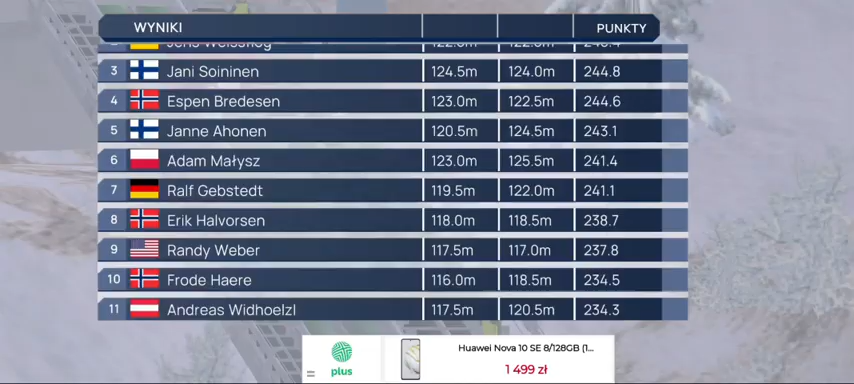 WYNIKI PUNKTY
3 Jani Soininen 124.5m 124.0m 244.8
4 Espen Bredesen 123.0m 122.5m 244.6
5 Janne Ahonen 120.5m 124.5m 243.1
6 Adam Małysz 123.0m 125.5m 241.4
7 Ralf Gebstedt 119.5m 122.0m 241.1
8 Erik Halvorsen 118.0m 118.5m 238.7
9 Randy Weber 117.5m 117.0m 237.8
10 Frode Haere 116.0m 118.5m 234.5
11 Andreas Widhoelzl 117.5m 120.5m 234.3
Huawei Nova 10 SE 8/128GB (1...
plus 1 499 zł